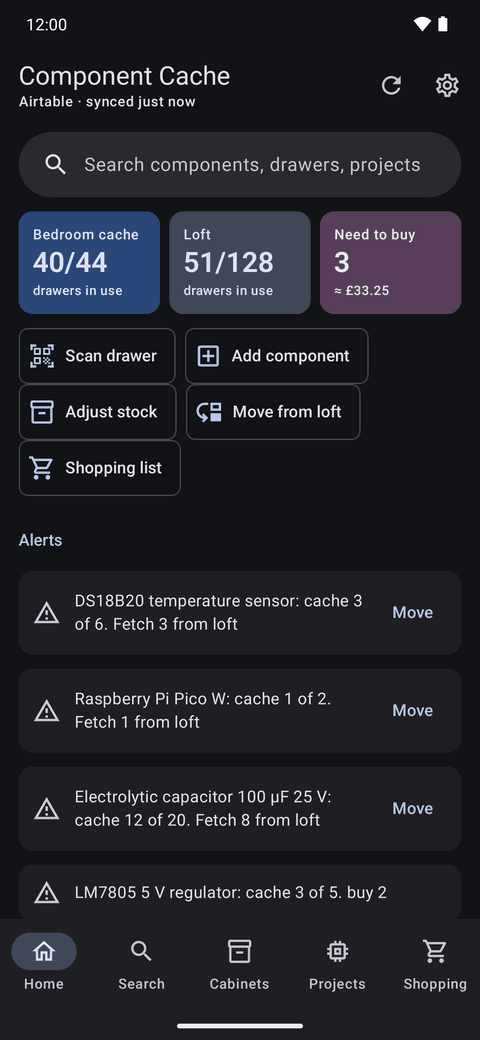 12:00
Component Cache
Airtable · synced just now
Search components, drawers, projects
Bedroom cache
40/44
drawers in use
Loft
51/128
drawers in use
Need to buy
3
≈ £33.25
Scan drawer
Add component
Adjust stock
Move from loft
Shopping list
Alerts
DS18B20 temperature sensor: cache 3
of 6. Fetch 3 from loft
Move
Raspberry Pi Pico W: cache 1 of 2.
Fetch 1 from loft
Move
Electrolytic capacitor 100 µF 25 V:
cache 12 of 20. Fetch 8 from loft
Move
LM7805 5 V regulator: cache 3 of 5. buy 2
Home
Search
Cabinets
Projects
Shopping